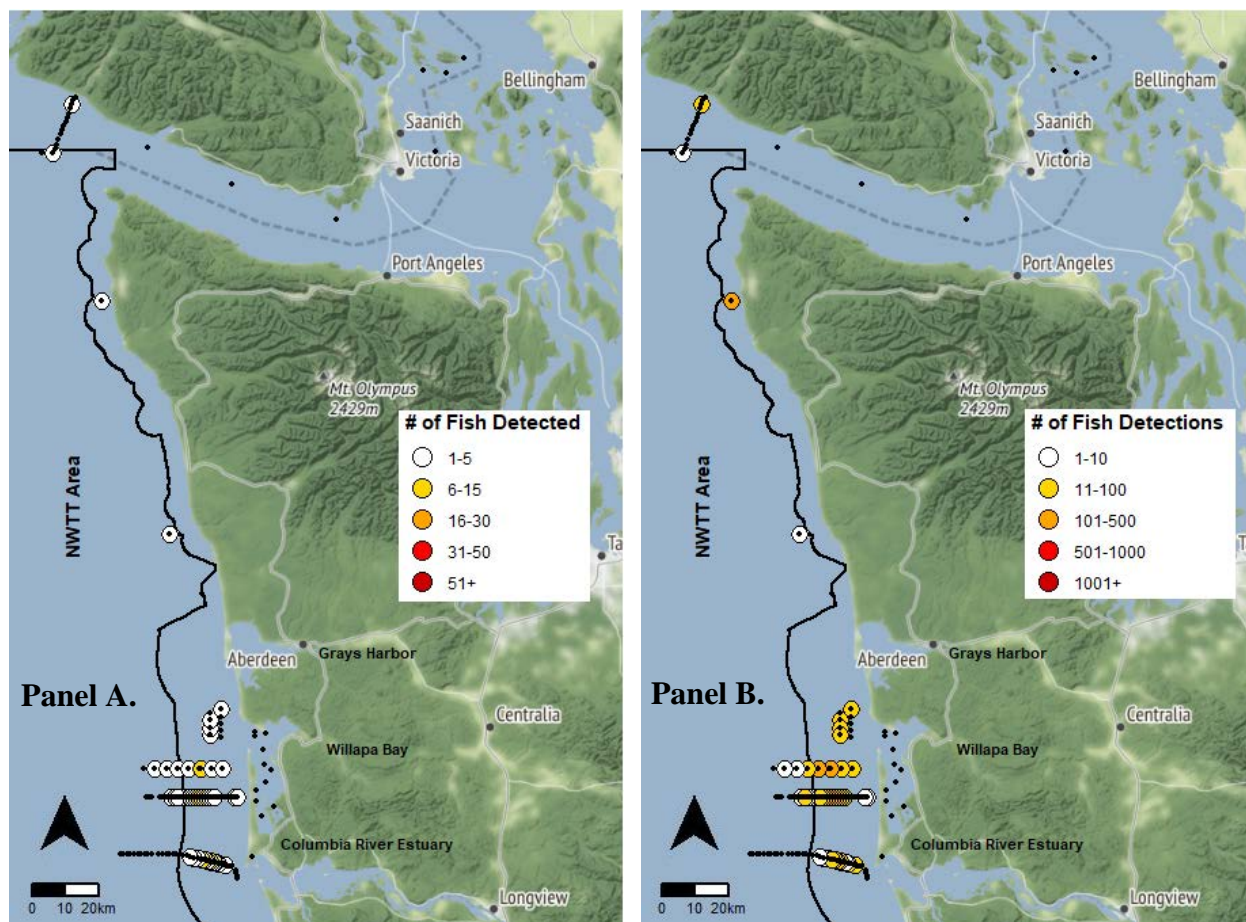 Bellingham
Saanich
Victoria
Port Angeles
Mt. Olympus
2429m
# of Fish Detected
1-5
6-15
16-30
31-50
51+
Ta
NWTT Area
Aberdeen
Grays Harbor
Panel A.
Centralia
Willapa Bay
Columbia River Estuary
0 10 20km
Longview
Bellingham
Saanich
Victoria
Port Angeles
Mt. Olympus
2429m
# of Fish Detections
1-10
11-100
101-500
501-1000
1001+
Ta
NWTT Area
Aberdeen
Grays Harbor
Panel B.
Centralia
Willapa Bay
Columbia River Estuary
0 10 20km
Longview